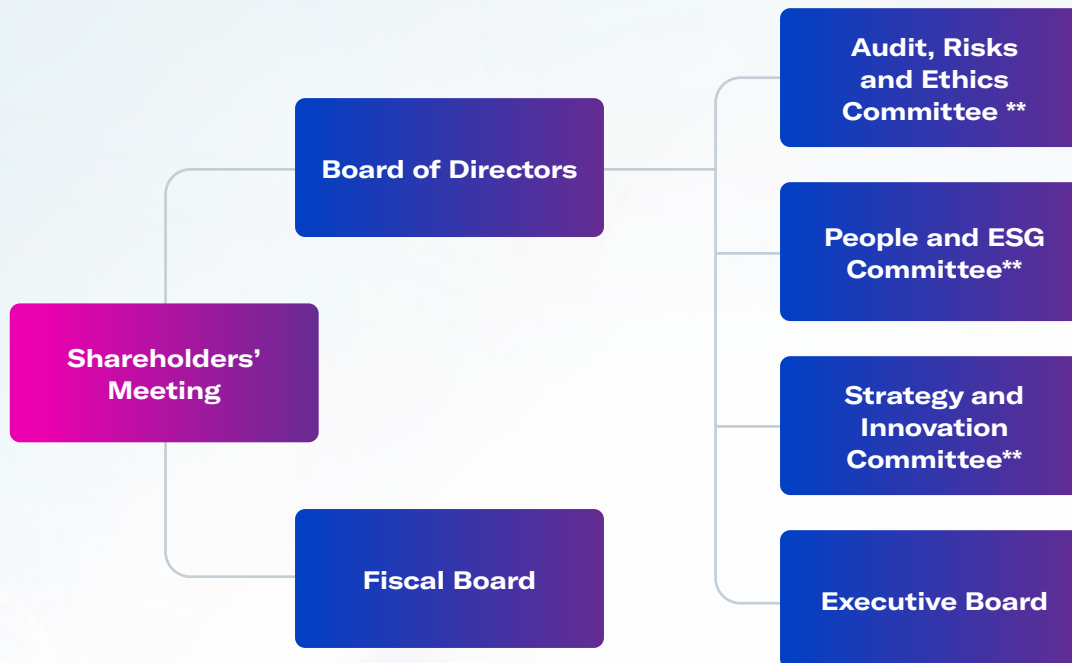 Audit, Risks
and Ethics
Committee **
Board of Directors
People and ESG
Committee**
Shareholders’
Meeting
Strategy and
Innovation
Committee**
Fiscal Board
Executive Board